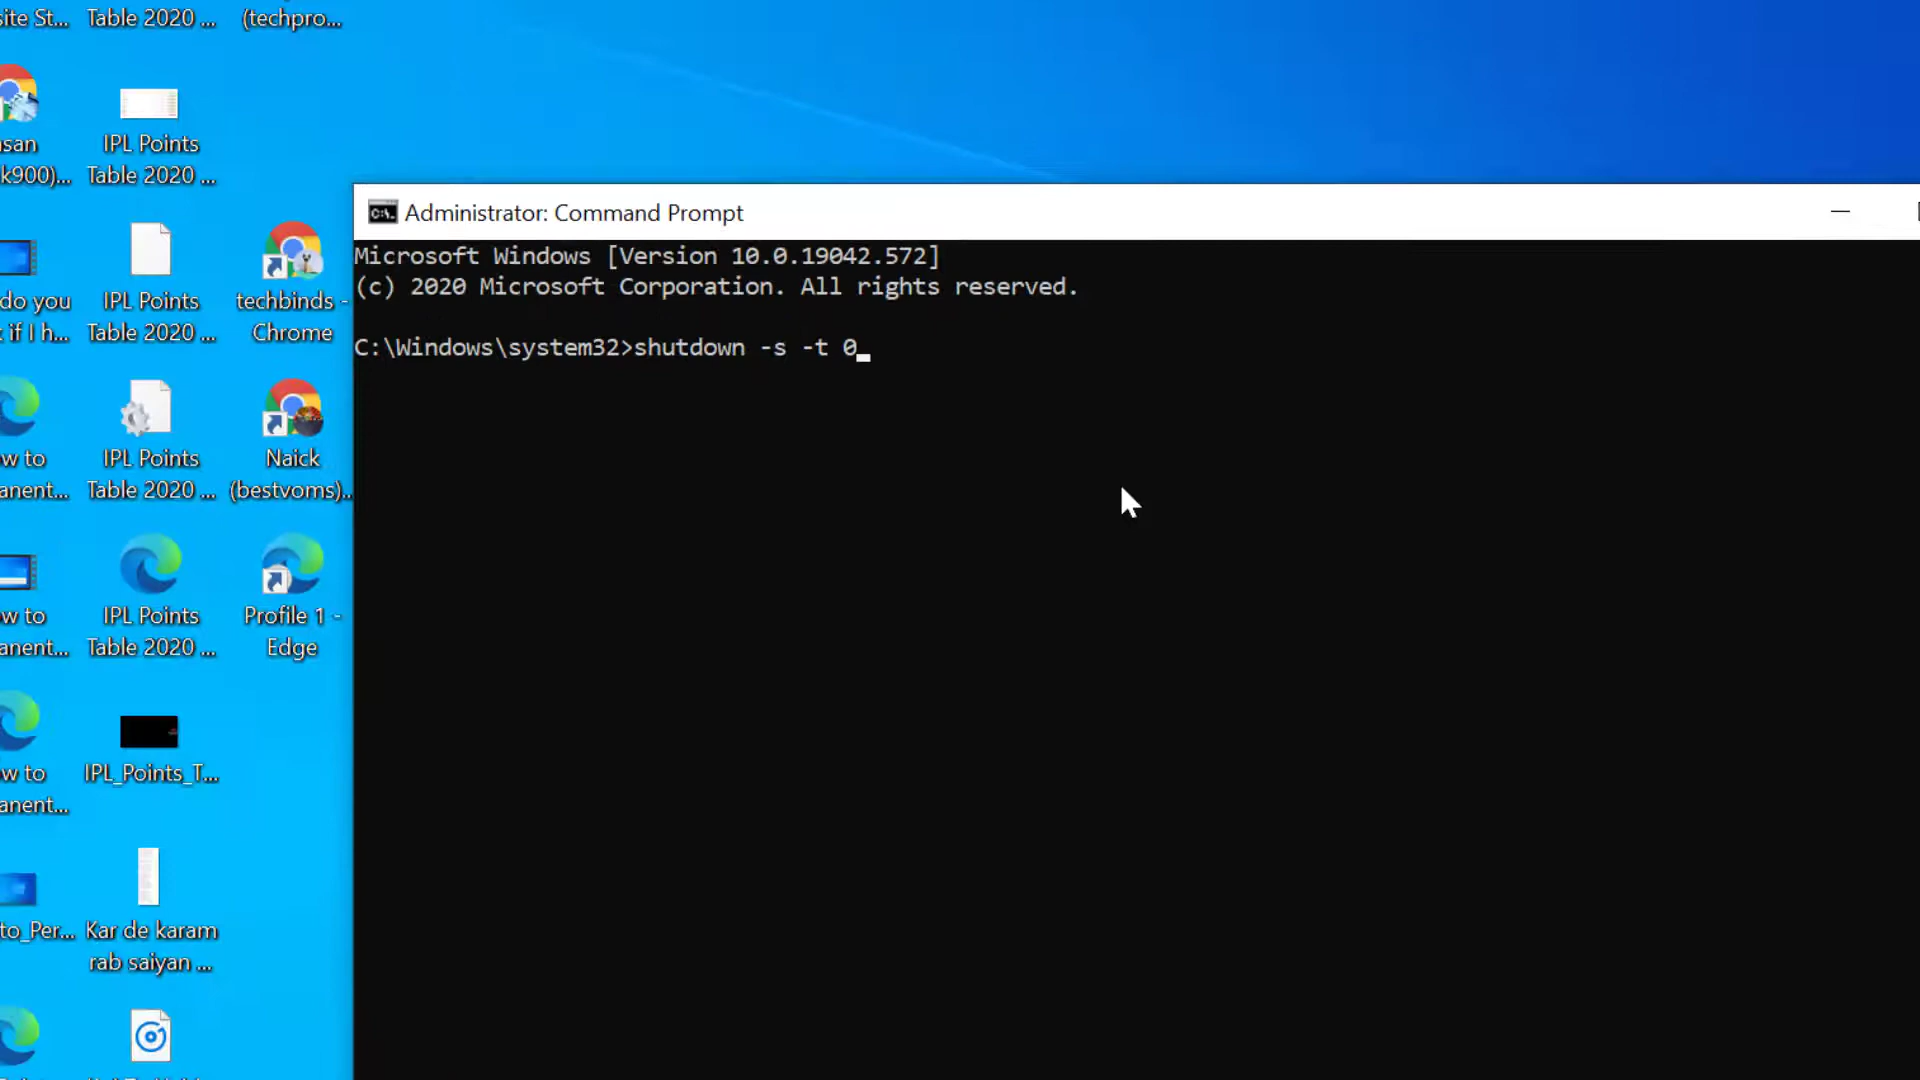 site St...
Table 2020 ...
(techpro...
IPL Points
Table 2020 ...
k900)...
do you
if I h...
IPL Points
Table 2020 ...
techbinds -
Chrome
w to
anent...
IPL Points
Table 2020 ...
Naick
(bestvoms)...
w to
anent...
IPL Points
Table 2020 ...
Profile 1 -
Edge
w to
anent...
IPL_Points_T...
to_Per...
Kar de karam
rab saiyan ...
Administrator: Command Prompt
Microsoft Windows [Version 10.0.19042.572]
(c) 2020 Microsoft Corporation. All rights reserved.
C:\Windows\system32>shutdown -s -t 0_